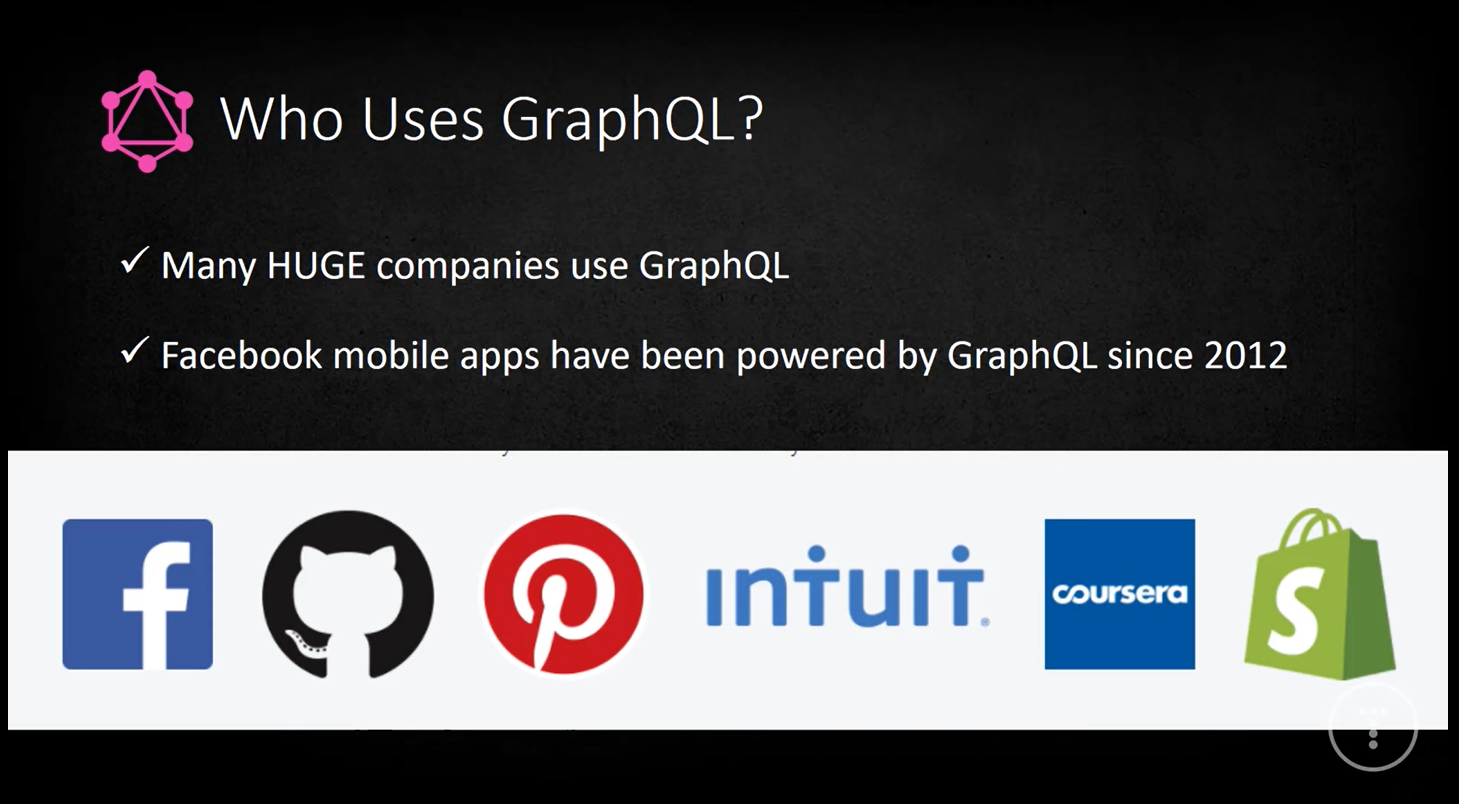 Who Uses GraphQL?
✓ Many HUGE companies use GraphQL
✓ Facebook mobile apps have been powered by GraphQL since 2012
f
intuit®
coursera
S